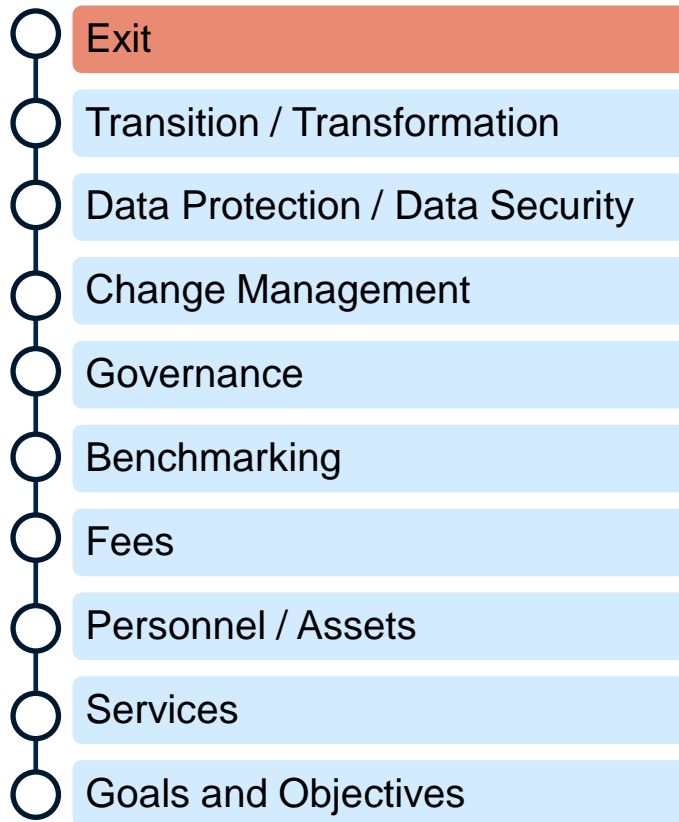 Exit
Transition / Transformation
Data Protection / Data Security
Change Management
Governance
Benchmarking
Fees
Personnel / Assets
Services
Goals and Objectives